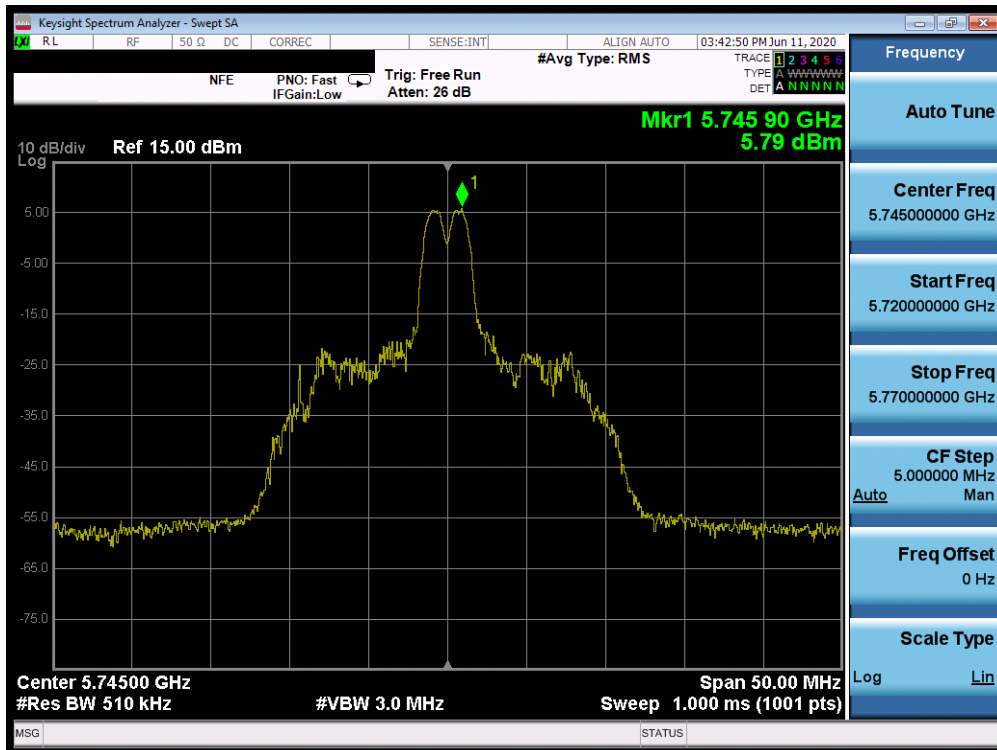 Keysight Spectrum Analyzer - Swept SA
LXI RL RF 50 Ω DC CORREC SENSE:INT ALIGN AUTO 03:42:50 PM Jun 11, 2020
NFE
PNO: Fast
IFGain:Low
Trig: Free Run
Atten: 26 dB
#Avg Type: RMS
TRACE 1 2 3 4 5 6
TYPE A WWWWW
DET A N N N N N
Mkr1 5.745 90 GHz
5.79 dBm
10 dB/div Ref 15.00 dBm
Log
1
5.00
-5.00
-15.0
-25.0
-35.0
-45.0
-55.0
-65.0
-75.0
Center 5.74500 GHz Span 50.00 MHz
#Res BW 510 kHz #VBW 3.0 MHz Sweep 1.000 ms (1001 pts)
MSG STATUS
Frequency
Auto Tune
Center Freq
5.745000000 GHz
Start Freq
5.720000000 GHz
Stop Freq
5.770000000 GHz
CF Step
5.000000 MHz
Auto Man
Freq Offset
0 Hz
Scale Type
Log Lin